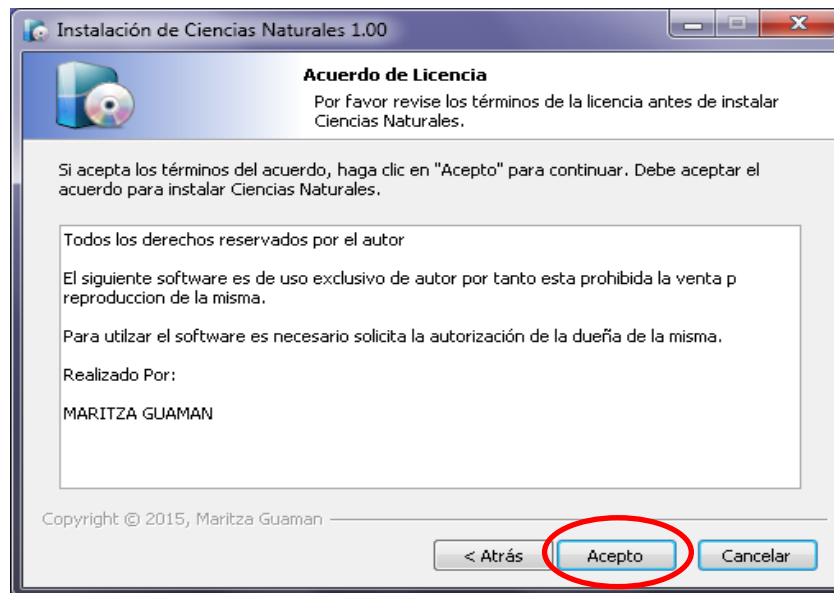 Instalación de Ciencias Naturales 1.00
Acuerdo de Licencia
Por favor revise los términos de la licencia antes de instalar
Ciencias Naturales.
Si acepta los términos del acuerdo, haga clic en "Acepto" para continuar. Debe aceptar el
acuerdo para instalar Ciencias Naturales.
Todos los derechos reservados por el autor
El siguiente software es de uso exclusivo de autor por tanto esta prohibida la venta p
reproduccion de la misma.
Para utilzar el software es necesario solicita la autorización de la dueña de la misma.
Realizado Por:
MARITZA GUAMAN
Copyright © 2015, Maritza Guaman
< Atrás
Acepto
Cancelar